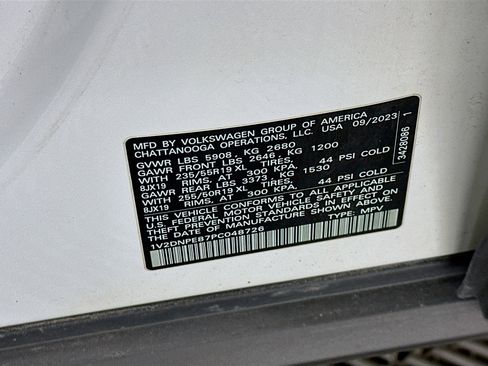 MFD BY VOLKSWAGEN GROUP OF AMERICA
CHATTANOOGA OPERATIONS, LLC. USA 09/2023
GVWR LBS 5908, KG 2680
GAWR FRONT LBS 2646, KG 1200
WITH 235/55R19 XL TIRES,
8JX19 RIMS, AT 300 KPA, 44 PSI COLD
GAWR REAR LBS 3373 KG 1530
WITH 255/50R19 XL TIRES,
8JX19 RIMS, AT 300 KPA, 44 PSI COLD
THIS VEHICLE CONFORMS TO ALL APPLICABLE
U.S. FEDERAL MOTOR VEHICLE SAFETY AND
THEFT PREVENTION STANDARDS IN EFFECT ON
THE DATE OF MANUFACTURE SHOWN ABOVE.
1V2DNPE87PC048726 TYPE: MPV
3428086 1